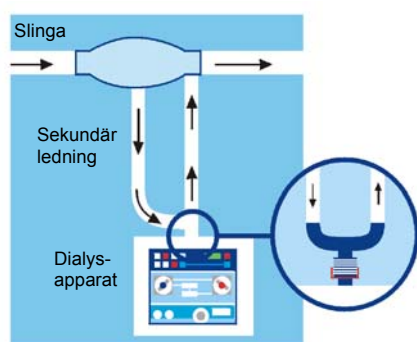 Slinga
Sekundär
ledning
Dialys-
apparat